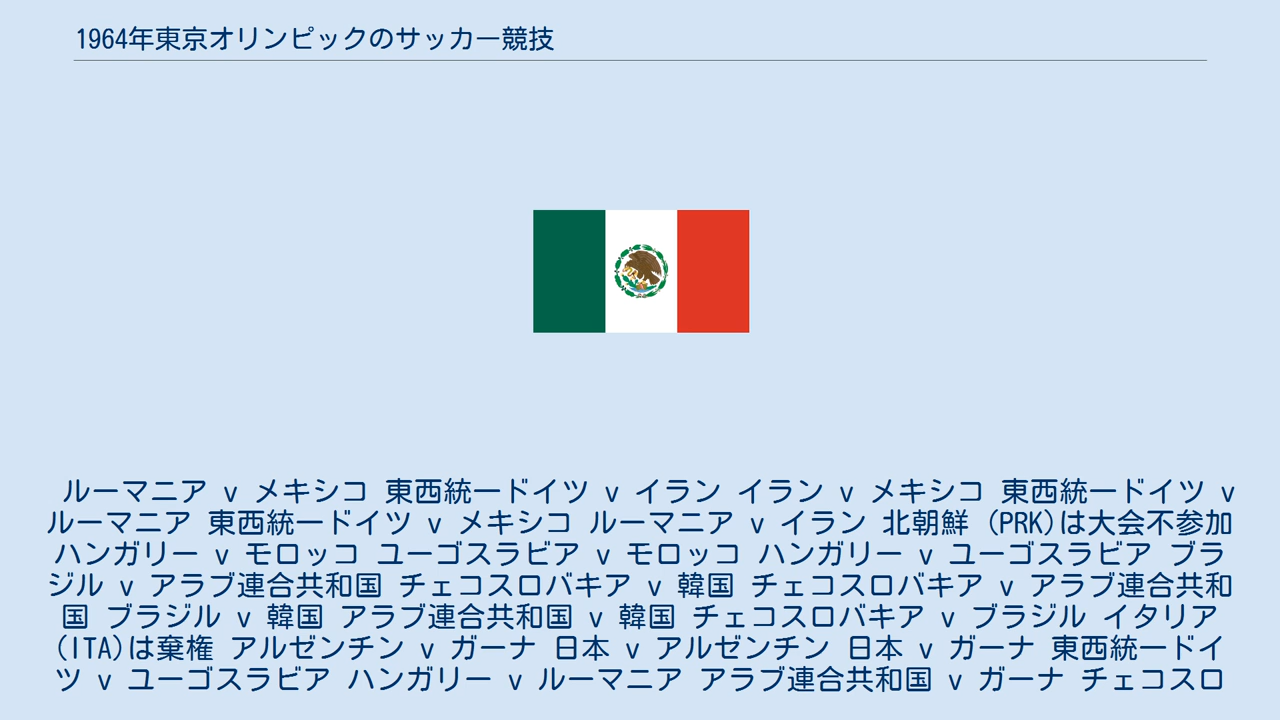 1964年東京オリンピックのサッカー競技
ルーマニア v メキシコ 東西統一ドイツ v イラン イラン v メキシコ 東西統一ドイツ v
ルーマニア 東西統一ドイツ v メキシコ ルーマニア v イラン 北朝鮮 (PRK)は大会不参加
ハンガリー v モロッコ ユーゴスラビア v モロッコ ハンガリー v ユーゴスラビア ブラ
ジル v アラブ連合共和国 チェコスロバキア v 韓国 チェコスロバキア v アラブ連合共和
国 ブラジル v 韓国 アラブ連合共和国 v 韓国 チェコスロバキア v ブラジル イタリア
(ITA)は棄権 アルゼンチン v ガーナ 日本 v アルゼンチン 日本 v ガーナ 東西統一ドイ
ツ v ユーゴスラビア ハンガリー v ルーマニア アラブ連合共和国 v ガーナ チェコスロ